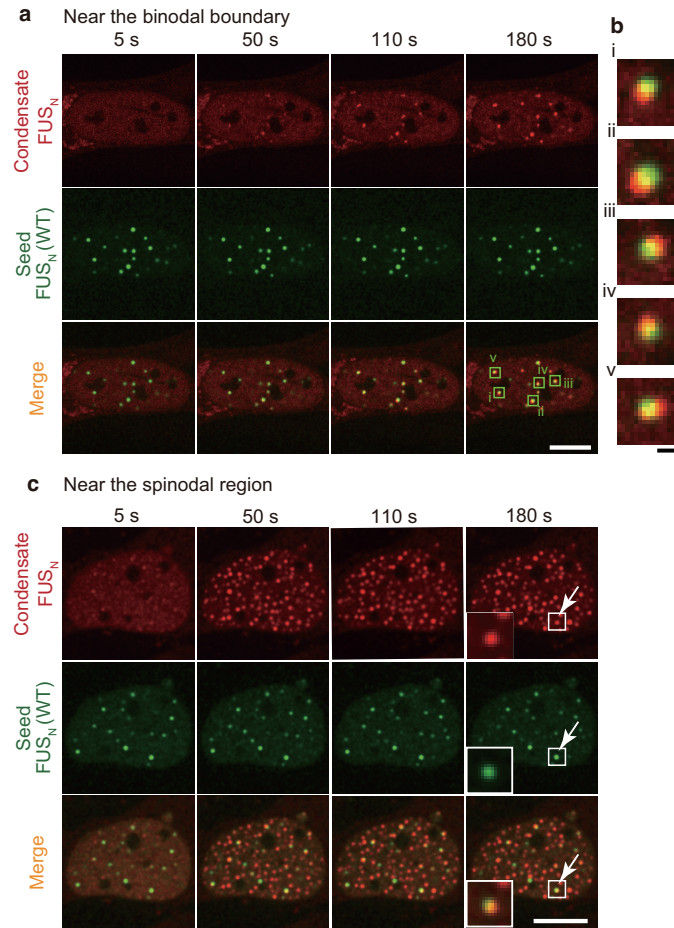 a Near the binodal boundary
b
5 s 50 s 110 s 180 s
i
ii
iii
iv
v
Condensate
FUSN
Seed
FUSN (WT)
Merge
v
iv
iii
i
ii
c Near the spinodal region
5 s 50 s 110 s 180 s
Condensate
FUSN
Seed
FUSN (WT)
Merge